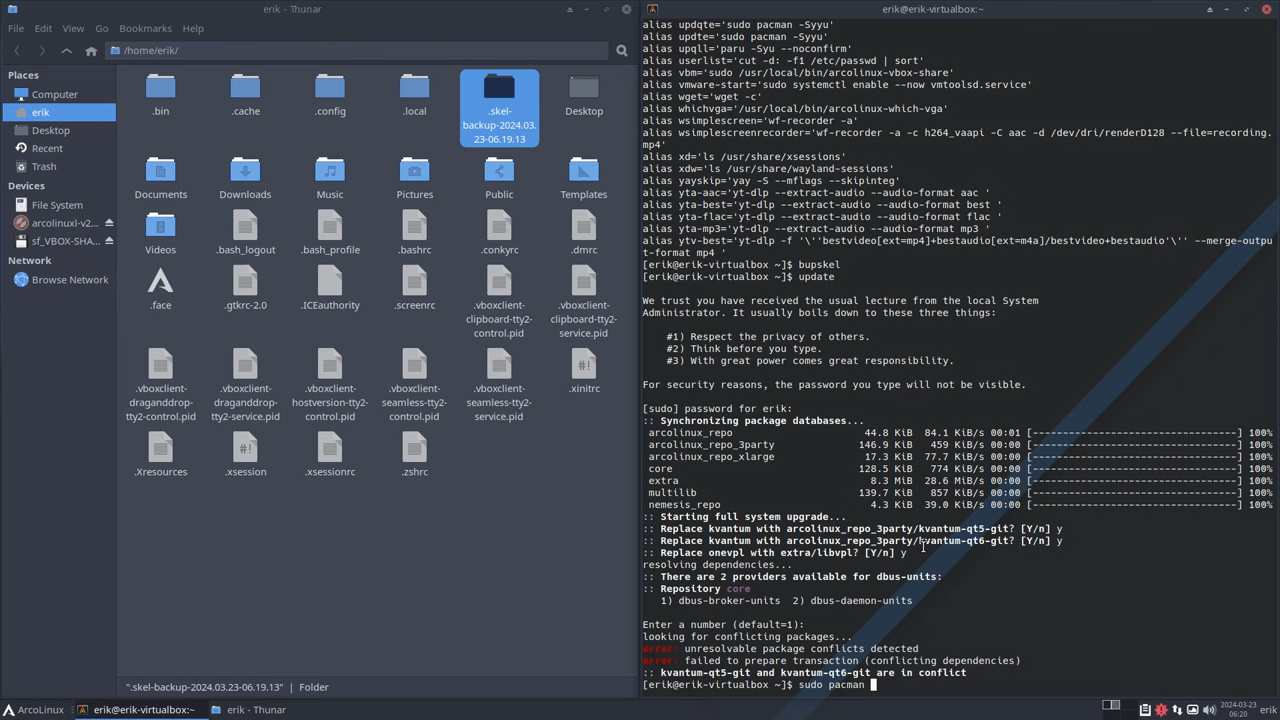 erik - Thunar
File Edit View Go Bookmarks Help
/home/erik/
Places
Computer
erik
Desktop
Recent
Trash
Devices
File System
arcolinuxl-v2...
sf_VBOX-SHA...
Network
Browse Network
.bin
.cache
.config
.local
.skel-
backup-2024.03.
23-06.19.13
Desktop
Documents
Downloads
Music
Pictures
Public
Templates
Videos
.bash_logout
.bash_profile
.bashrc
.conkyrc
.dmrc
.face
.gtkrc-2.0
.ICEauthority
.screenrc
.vboxclient-
clipboard-tty2-
control.pid
.vboxclient-
clipboard-tty2-
service.pid
.vboxclient-
draganddrop-
tty2-control.pid
.vboxclient-
draganddrop-
tty2-service.pid
.vboxclient-
hostversion-tty2-
control.pid
.vboxclient-
seamless-tty2-
control.pid
.vboxclient-
seamless-tty2-
service.pid
.xinitrc
.Xresources
.xsession
.xsessionrc
.zshrc
".skel-backup-2024.03.23-06.19.13" | Folder
erik@erik-virtualbox:~
alias updqte='sudo pacman -Syyu'
alias updte='sudo pacman -Syyu'
alias upqll='paru -Syu --noconfirm'
alias userlist='cut -d: -f1 /etc/passwd | sort'
alias vbm='sudo /usr/local/bin/arcolinux-vbox-share'
alias vmware-start='sudo systemctl enable --now vmtoolsd.service'
alias wget='wget -c'
alias whichvga='/usr/local/bin/arcolinux-which-vga'
alias wsimplescreen='wf-recorder -a'
alias wsimplescreenrecorder='wf-recorder -a -c h264_vaapi -C aac -d /dev/dri/renderD128 --file=recording.
mp4'
alias xd='ls /usr/share/xsessions'
alias xdw='ls /usr/share/wayland-sessions'
alias yayskip='yay -S --mflags --skipinteg'
alias yta-aac='yt-dlp --extract-audio --audio-format aac '
alias yta-best='yt-dlp --extract-audio --audio-format best '
alias yta-flac='yt-dlp --extract-audio --audio-format flac '
alias yta-mp3='yt-dlp --extract-audio --audio-format mp3 '
alias ytv-best='yt-dlp -f '\''bestvideo[ext=mp4]+bestaudio[ext=m4a]/bestvideo+bestaudio'\'' --merge-outpu
t-format mp4 '
[erik@erik-virtualbox ~]$ bupskel
[erik@erik-virtualbox ~]$ update
We trust you have received the usual lecture from the local System
Administrator. It usually boils down to these three things:
#1) Respect the privacy of others.
#2) Think before you type.
#3) With great power comes great responsibility.
For security reasons, the password you type will not be visible.
[sudo] password for erik:
:: Synchronizing package databases...
arcolinux_repo 44.8 KiB 84.1 KiB/s 00:01 [----------------------------------] 100%
arcolinux_repo_3party 146.9 KiB 459 KiB/s 00:00 [----------------------------------] 100%
arcolinux_repo_xlarge 17.3 KiB 77.7 KiB/s 00:00 [----------------------------------] 100%
core 128.5 KiB 774 KiB/s 00:00 [----------------------------------] 100%
extra 8.3 MiB 28.6 MiB/s 00:00 [----------------------------------] 100%
multilib 139.7 KiB 857 KiB/s 00:00 [----------------------------------] 100%
nemesis_repo 4.3 KiB 39.0 KiB/s 00:00 [----------------------------------] 100%
:: Starting full system upgrade...
:: Replace kvantum with arcolinux_repo_3party/kvantum-qt5-git? [Y/n] y
:: Replace kvantum with arcolinux_repo_3party/kvantum-qt6-git? [Y/n] y
:: Replace onevpl with extra/libvpl? [Y/n] y
resolving dependencies...
:: There are 2 providers available for dbus-units:
:: Repository core
1) dbus-broker-units 2) dbus-daemon-units
Enter a number (default=1):
looking for conflicting packages...
error: unresolvable package conflicts detected
error: failed to prepare transaction (conflicting dependencies)
:: kvantum-qt5-git and kvantum-qt6-git are in conflict
[erik@erik-virtualbox ~]$ sudo pacman
ArcoLinux erik@erik-virtualbox:~ erik - Thunar
2024-03-23
06:20
erik